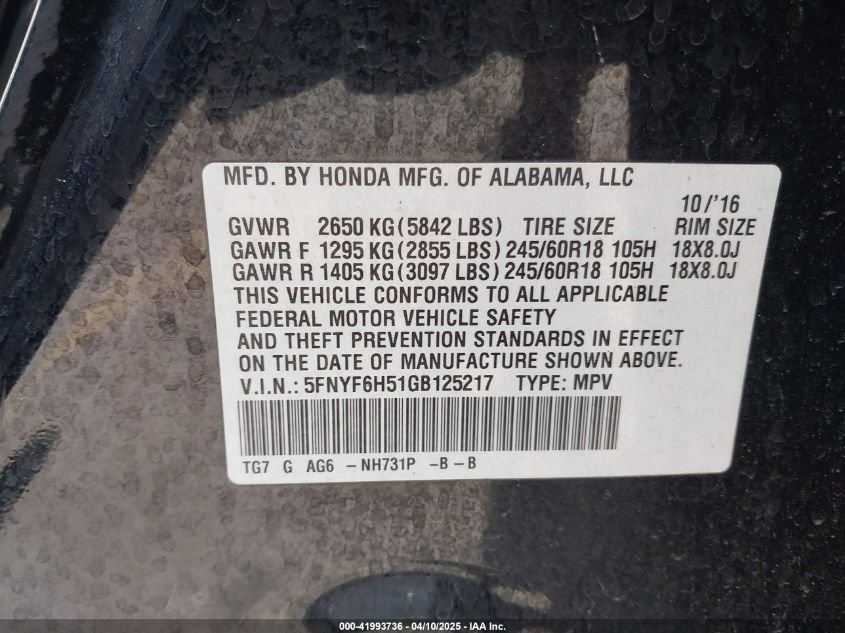 MFD. BY HONDA MFG. OF ALABAMA, LLC
10/'16
GVWR 2650 KG (5842 LBS) TIRE SIZE RIM SIZE
GAWR F 1295 KG (2855 LBS) 245/60R18 105H 18X8.0J
GAWR R 1405 KG (3097 LBS) 245/60R18 105H 18X8.0J
THIS VEHICLE CONFORMS TO ALL APPLICABLE
FEDERAL MOTOR VEHICLE SAFETY
AND THEFT PREVENTION STANDARDS IN EFFECT
ON THE DATE OF MANUFACTURE SHOWN ABOVE.
V.I.N.: 5FNYF6H51GB125217 TYPE: MPV
TG7 G AG6 - NH731P - B - B
000-41993736 - 04/10/2025 - IAA Inc.